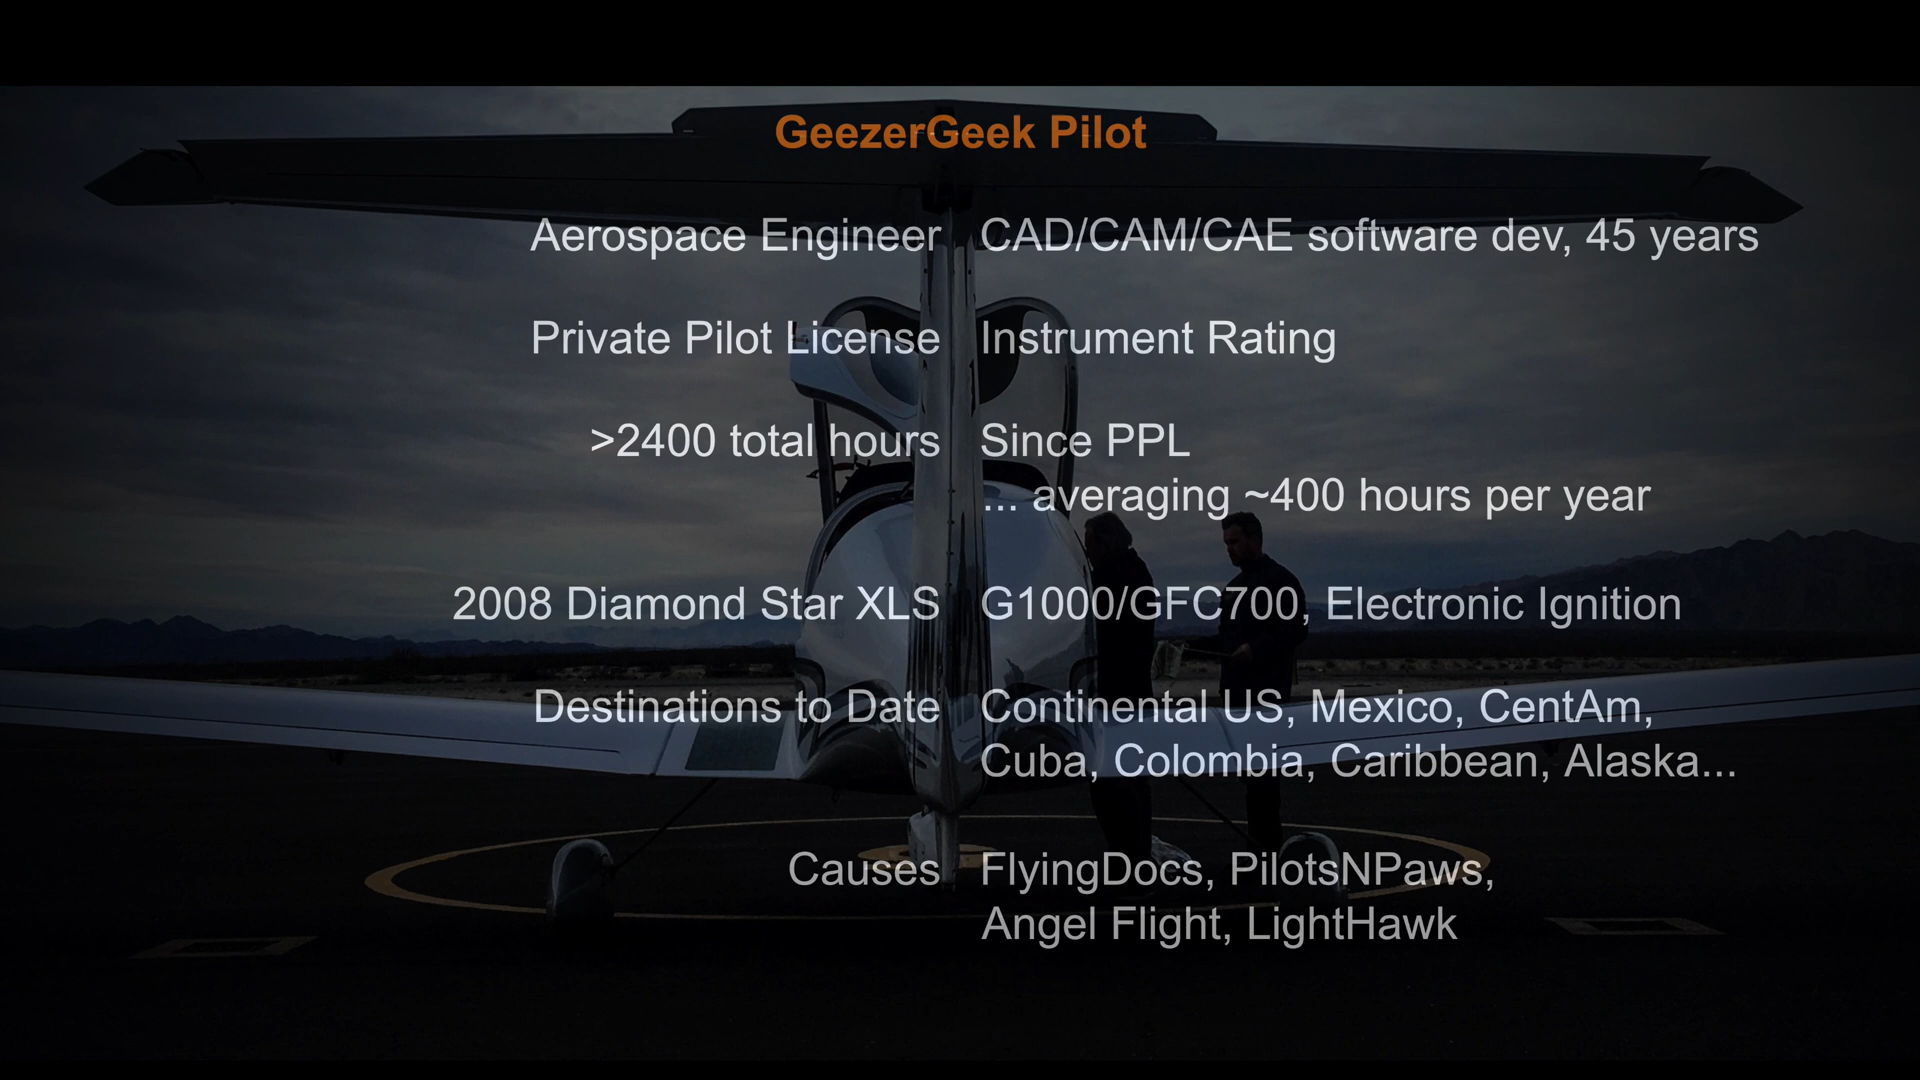 GeezerGeek Pilot
Aerospace Engineer CAD/CAM/CAE software dev, 45 years
Private Pilot License Instrument Rating
>2400 total hours Since PPL
... averaging ~400 hours per year
2008 Diamond Star XLS G1000/GFC700, Electronic Ignition
Destinations to Date Continental US, Mexico, CentAm,
Cuba, Colombia, Caribbean, Alaska...
Causes FlyingDocs, PilotsNPaws,
Angel Flight, LightHawk